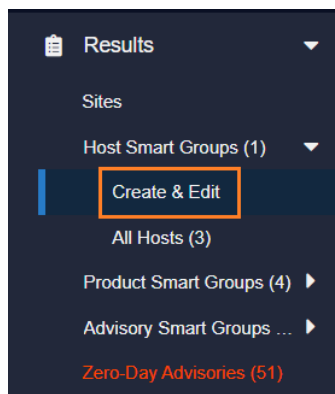 Results
Sites
Host Smart Groups (1)
Create & Edit
All Hosts (3)
Product Smart Groups (4)
Advisory Smart Groups ...
Zero-Day Advisories (51)